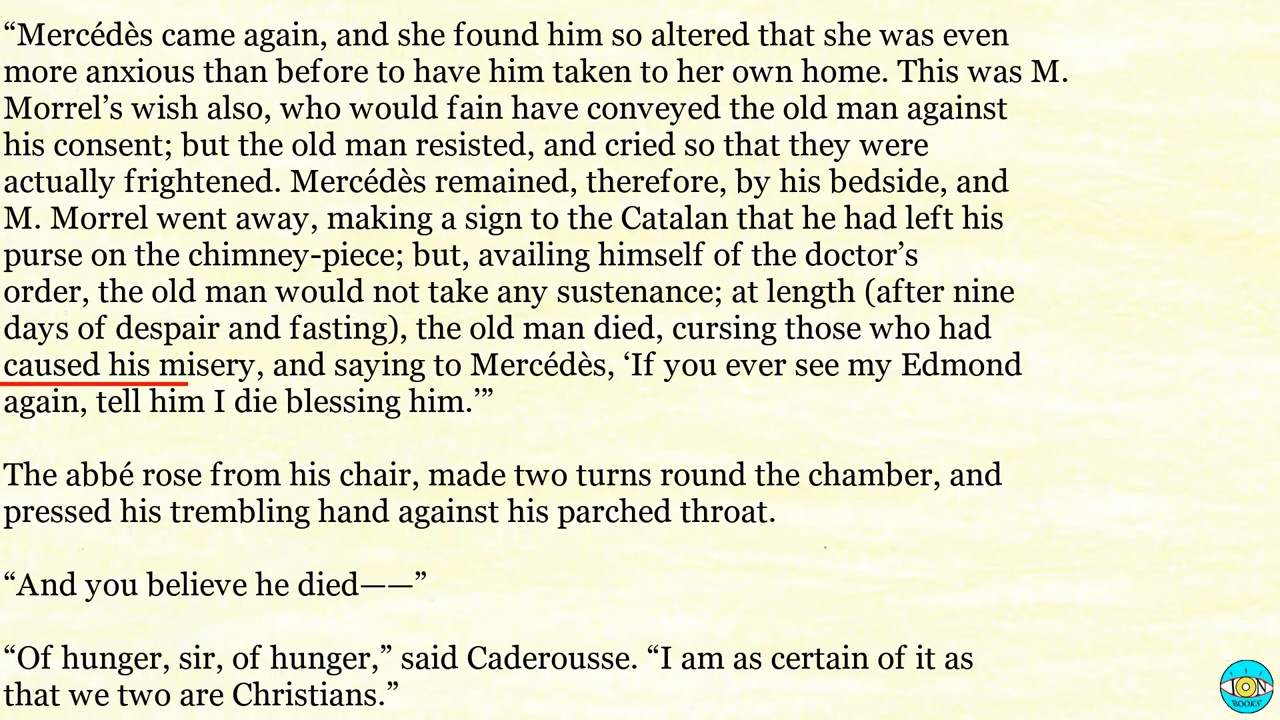 “Mercédès came again, and she found him so altered that she was even
more anxious than before to have him taken to her own home. This was M.
Morrel’s wish also, who would fain have conveyed the old man against
his consent; but the old man resisted, and cried so that they were
actually frightened. Mercédès remained, therefore, by his bedside, and
M. Morrel went away, making a sign to the Catalan that he had left his
purse on the chimney-piece; but, availing himself of the doctor’s
order, the old man would not take any sustenance; at length (after nine
days of despair and fasting), the old man died, cursing those who had
caused his misery, and saying to Mercédès, ‘If you ever see my Edmond
again, tell him I die blessing him.’”
The abbé rose from his chair, made two turns round the chamber, and
pressed his trembling hand against his parched throat.
“And you believe he died——”
“Of hunger, sir, of hunger,” said Caderousse. “I am as certain of it as
that we two are Christians.”
ION
BOOKS